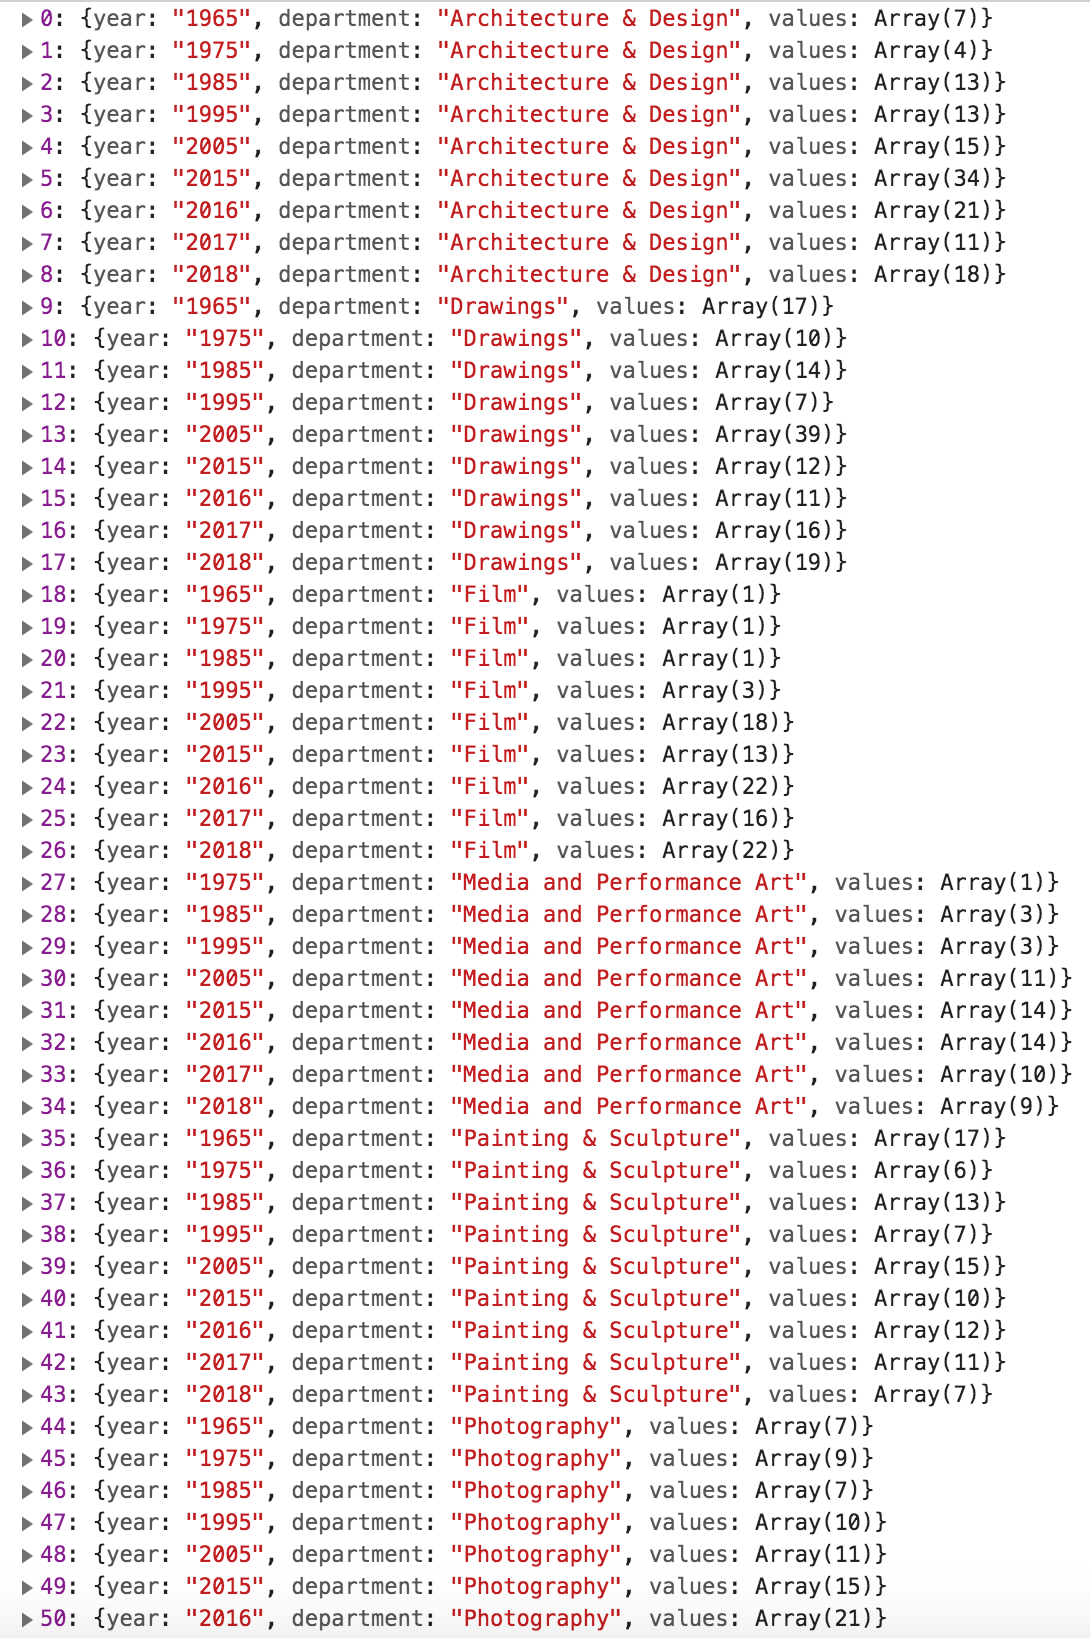 ▶0: {year: "1965", department: "Architecture & Design", values: Array(7)}
▶1: {year: "1975", department: "Architecture & Design", values: Array(4)}
▶2: {year: "1985", department: "Architecture & Design", values: Array(13)}
▶3: {year: "1995", department: "Architecture & Design", values: Array(13)}
▶4: {year: "2005", department: "Architecture & Design", values: Array(15)}
▶5: {year: "2015", department: "Architecture & Design", values: Array(34)}
▶6: {year: "2016", department: "Architecture & Design", values: Array(21)}
▶7: {year: "2017", department: "Architecture & Design", values: Array(11)}
▶8: {year: "2018", department: "Architecture & Design", values: Array(18)}
▶9: {year: "1965", department: "Drawings", values: Array(17)}
▶10: {year: "1975", department: "Drawings", values: Array(10)}
▶11: {year: "1985", department: "Drawings", values: Array(14)}
▶12: {year: "1995", department: "Drawings", values: Array(7)}
▶13: {year: "2005", department: "Drawings", values: Array(39)}
▶14: {year: "2015", department: "Drawings", values: Array(12)}
▶15: {year: "2016", department: "Drawings", values: Array(11)}
▶16: {year: "2017", department: "Drawings", values: Array(16)}
▶17: {year: "2018", department: "Drawings", values: Array(19)}
▶18: {year: "1965", department: "Film", values: Array(1)}
▶19: {year: "1975", department: "Film", values: Array(1)}
▶20: {year: "1985", department: "Film", values: Array(1)}
▶21: {year: "1995", department: "Film", values: Array(3)}
▶22: {year: "2005", department: "Film", values: Array(18)}
▶23: {year: "2015", department: "Film", values: Array(13)}
▶24: {year: "2016", department: "Film", values: Array(22)}
▶25: {year: "2017", department: "Film", values: Array(16)}
▶26: {year: "2018", department: "Film", values: Array(22)}
▶27: {year: "1975", department: "Media and Performance Art", values: Array(1)}
▶28: {year: "1985", department: "Media and Performance Art", values: Array(3)}
▶29: {year: "1995", department: "Media and Performance Art", values: Array(3)}
▶30: {year: "2005", department: "Media and Performance Art", values: Array(11)}
▶31: {year: "2015", department: "Media and Performance Art", values: Array(14)}
▶32: {year: "2016", department: "Media and Performance Art", values: Array(14)}
▶33: {year: "2017", department: "Media and Performance Art", values: Array(10)}
▶34: {year: "2018", department: "Media and Performance Art", values: Array(9)}
▶35: {year: "1965", department: "Painting & Sculpture", values: Array(17)}
▶36: {year: "1975", department: "Painting & Sculpture", values: Array(6)}
▶37: {year: "1985", department: "Painting & Sculpture", values: Array(13)}
▶38: {year: "1995", department: "Painting & Sculpture", values: Array(7)}
▶39: {year: "2005", department: "Painting & Sculpture", values: Array(15)}
▶40: {year: "2015", department: "Painting & Sculpture", values: Array(10)}
▶41: {year: "2016", department: "Painting & Sculpture", values: Array(12)}
▶42: {year: "2017", department: "Painting & Sculpture", values: Array(11)}
▶43: {year: "2018", department: "Painting & Sculpture", values: Array(7)}
▶44: {year: "1965", department: "Photography", values: Array(7)}
▶45: {year: "1975", department: "Photography", values: Array(9)}
▶46: {year: "1985", department: "Photography", values: Array(7)}
▶47: {year: "1995", department: "Photography", values: Array(10)}
▶48: {year: "2005", department: "Photography", values: Array(11)}
▶49: {year: "2015", department: "Photography", values: Array(15)}
▶50: {year: "2016", department: "Photography", values: Array(21)}